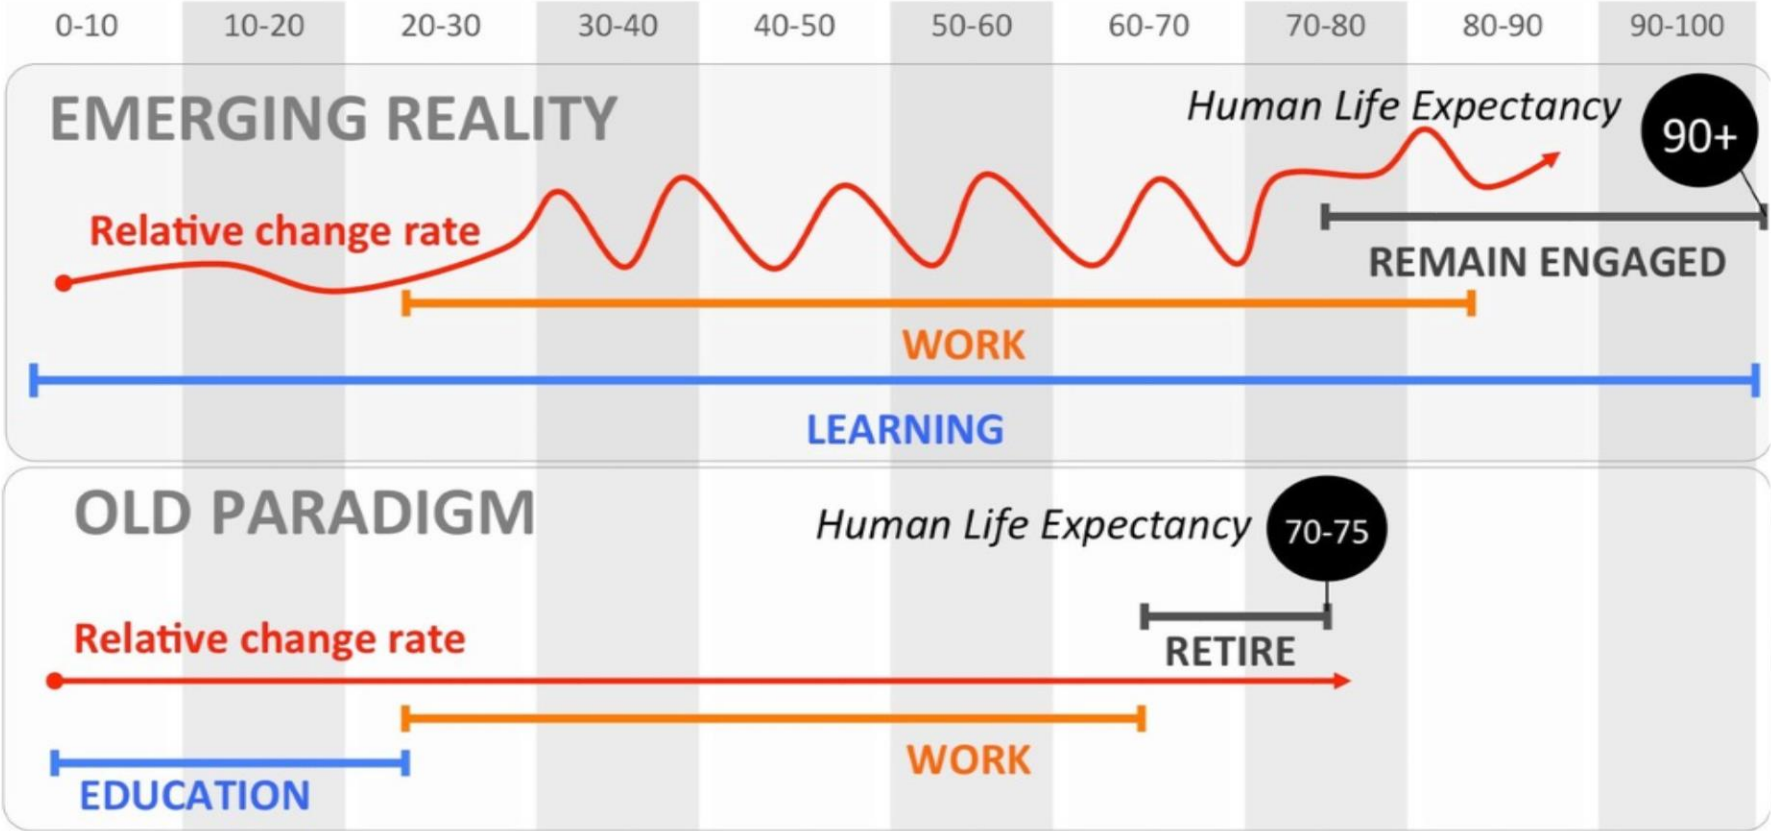 0-10 10-20 20-30 30-40 40-50 50-60 60-70 70-80 80-90 90-100
EMERGING REALITY
Human Life Expectancy
90+
Relative change rate
REMAIN ENGAGED
WORK
LEARNING
OLD PARADIGM
Human Life Expectancy
70-75
Relative change rate
RETIRE
WORK
EDUCATION